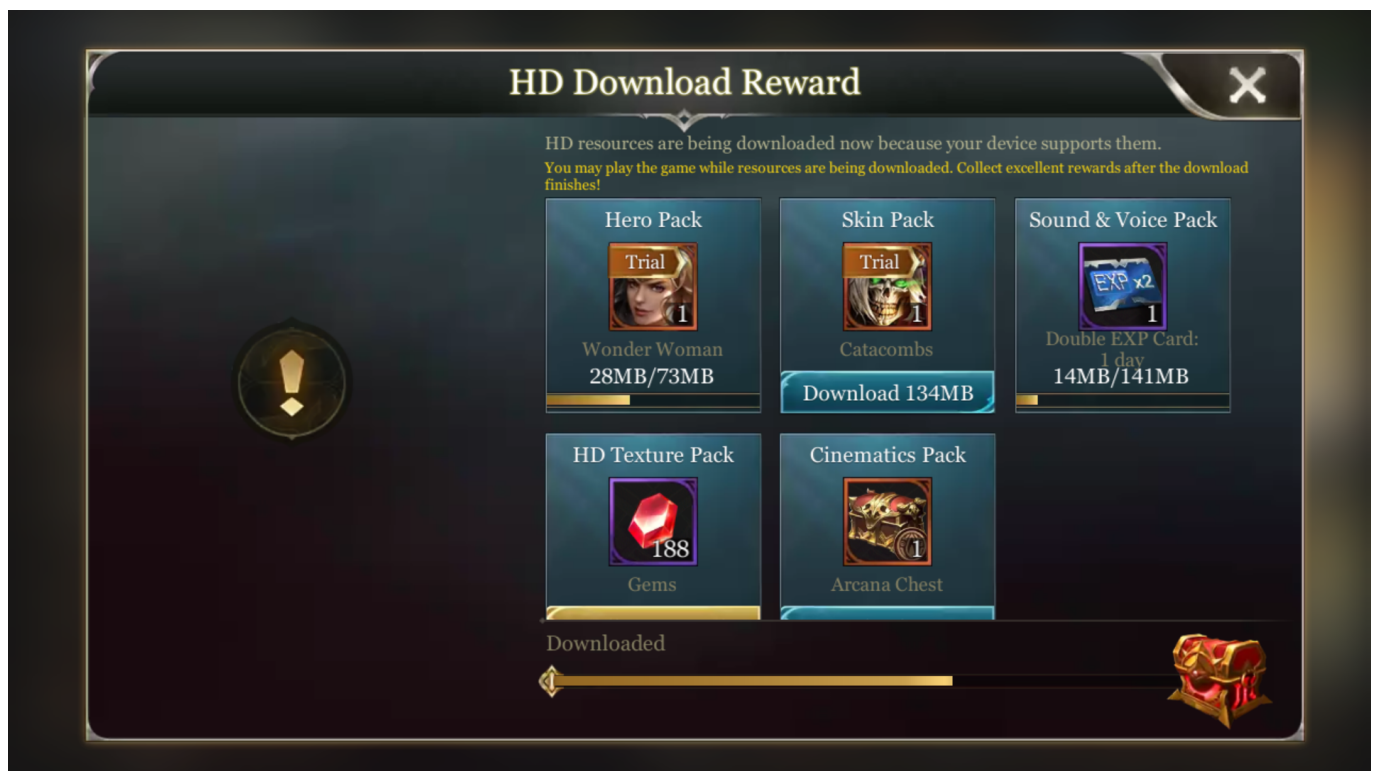 HD Download Reward
HD resources are being downloaded now because your device supports them.
You may play the game while resources are being downloaded. Collect excellent rewards after the download
finishes!
Hero Pack
Trial
1
Wonder Woman
28MB/73MB
Skin Pack
Trial
1
Catacombs
Download 134MB
Sound & Voice Pack
EXP x2
1
Double EXP Card:
1 day
14MB/141MB
HD Texture Pack
188
Gems
Cinematics Pack
1
Arcana Chest
Downloaded